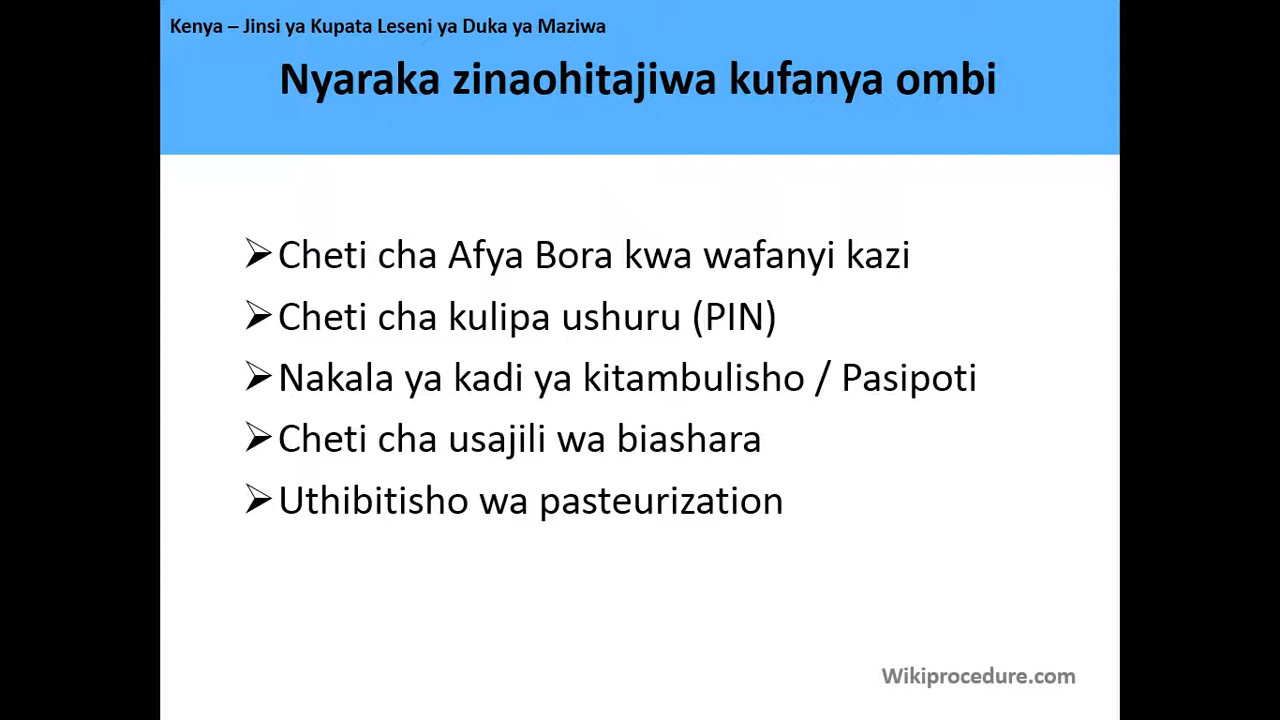 Kenya – Jinsi ya Kupata Leseni ya Duka ya Maziwa
Nyaraka zinaohitajiwa kufanya ombi
➢Cheti cha Afya Bora kwa wafanyi kazi
➢Cheti cha kulipa ushuru (PIN)
➢Nakala ya kadi ya kitambulisho / Pasipoti
➢Cheti cha usajili wa biashara
➢Uthibitisho wa pasteurization
Wikiprocedure.com